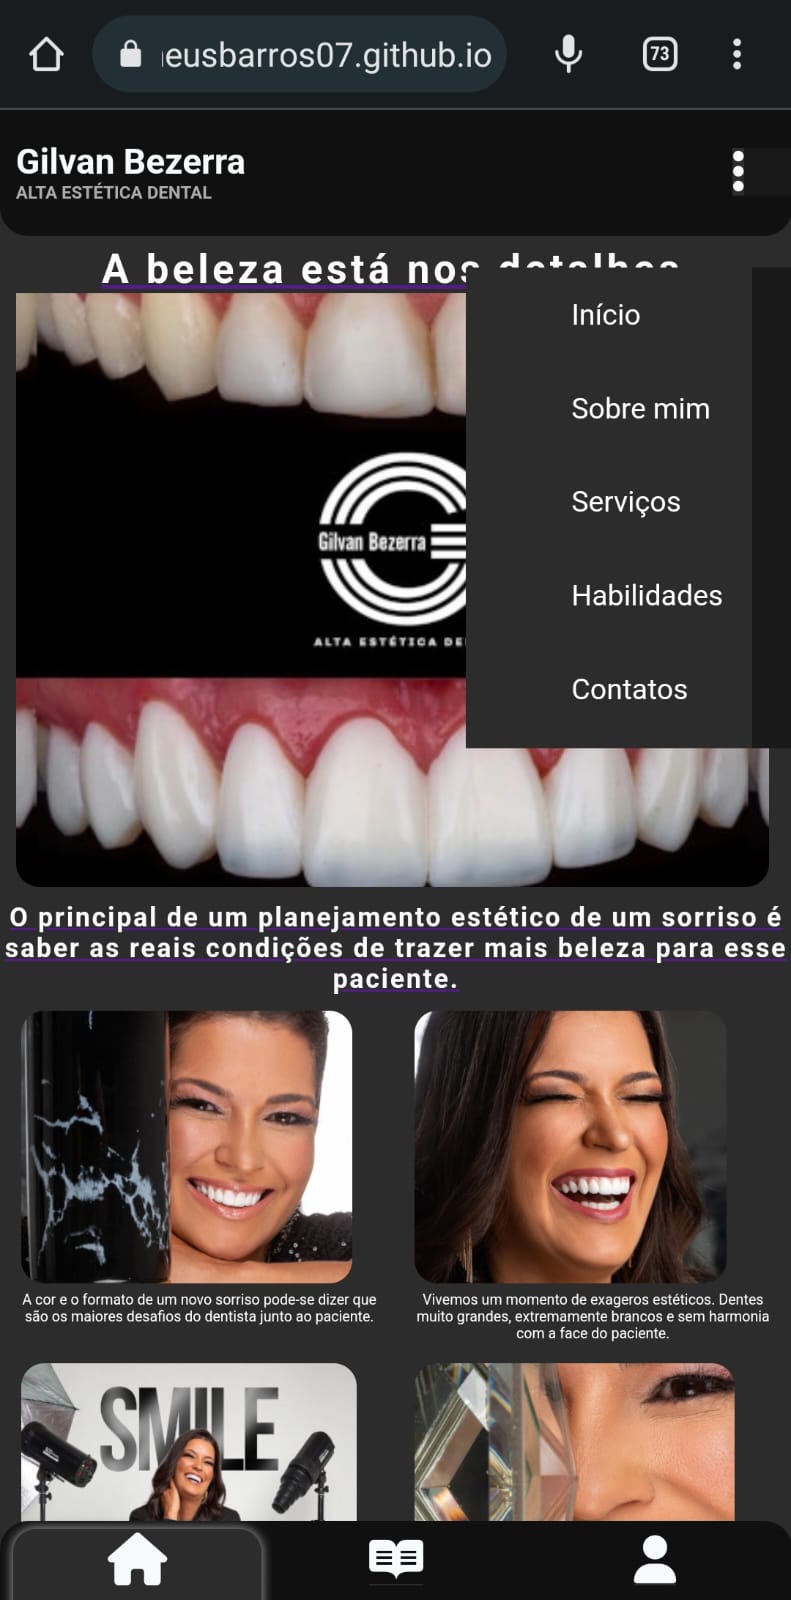 eusbarros07.github.io
73
Gilvan Bezerra
ALTA ESTÉTICA DENTAL
A beleza está nos detalhes
Início
Sobre mim
Serviços
Habilidades
Contatos
Gilvan Bezerra
ALTA ESTÉTICA DE
O principal de um planejamento estético de um sorriso é
saber as reais condições de trazer mais beleza para esse
paciente.
A cor e o formato de um novo sorriso pode-se dizer que
são os maiores desafios do dentista junto ao paciente.
Vivemos um momento de exageros estéticos. Dentes
muito grandes, extremamente brancos e sem harmonia
com a face do paciente.
SMILE